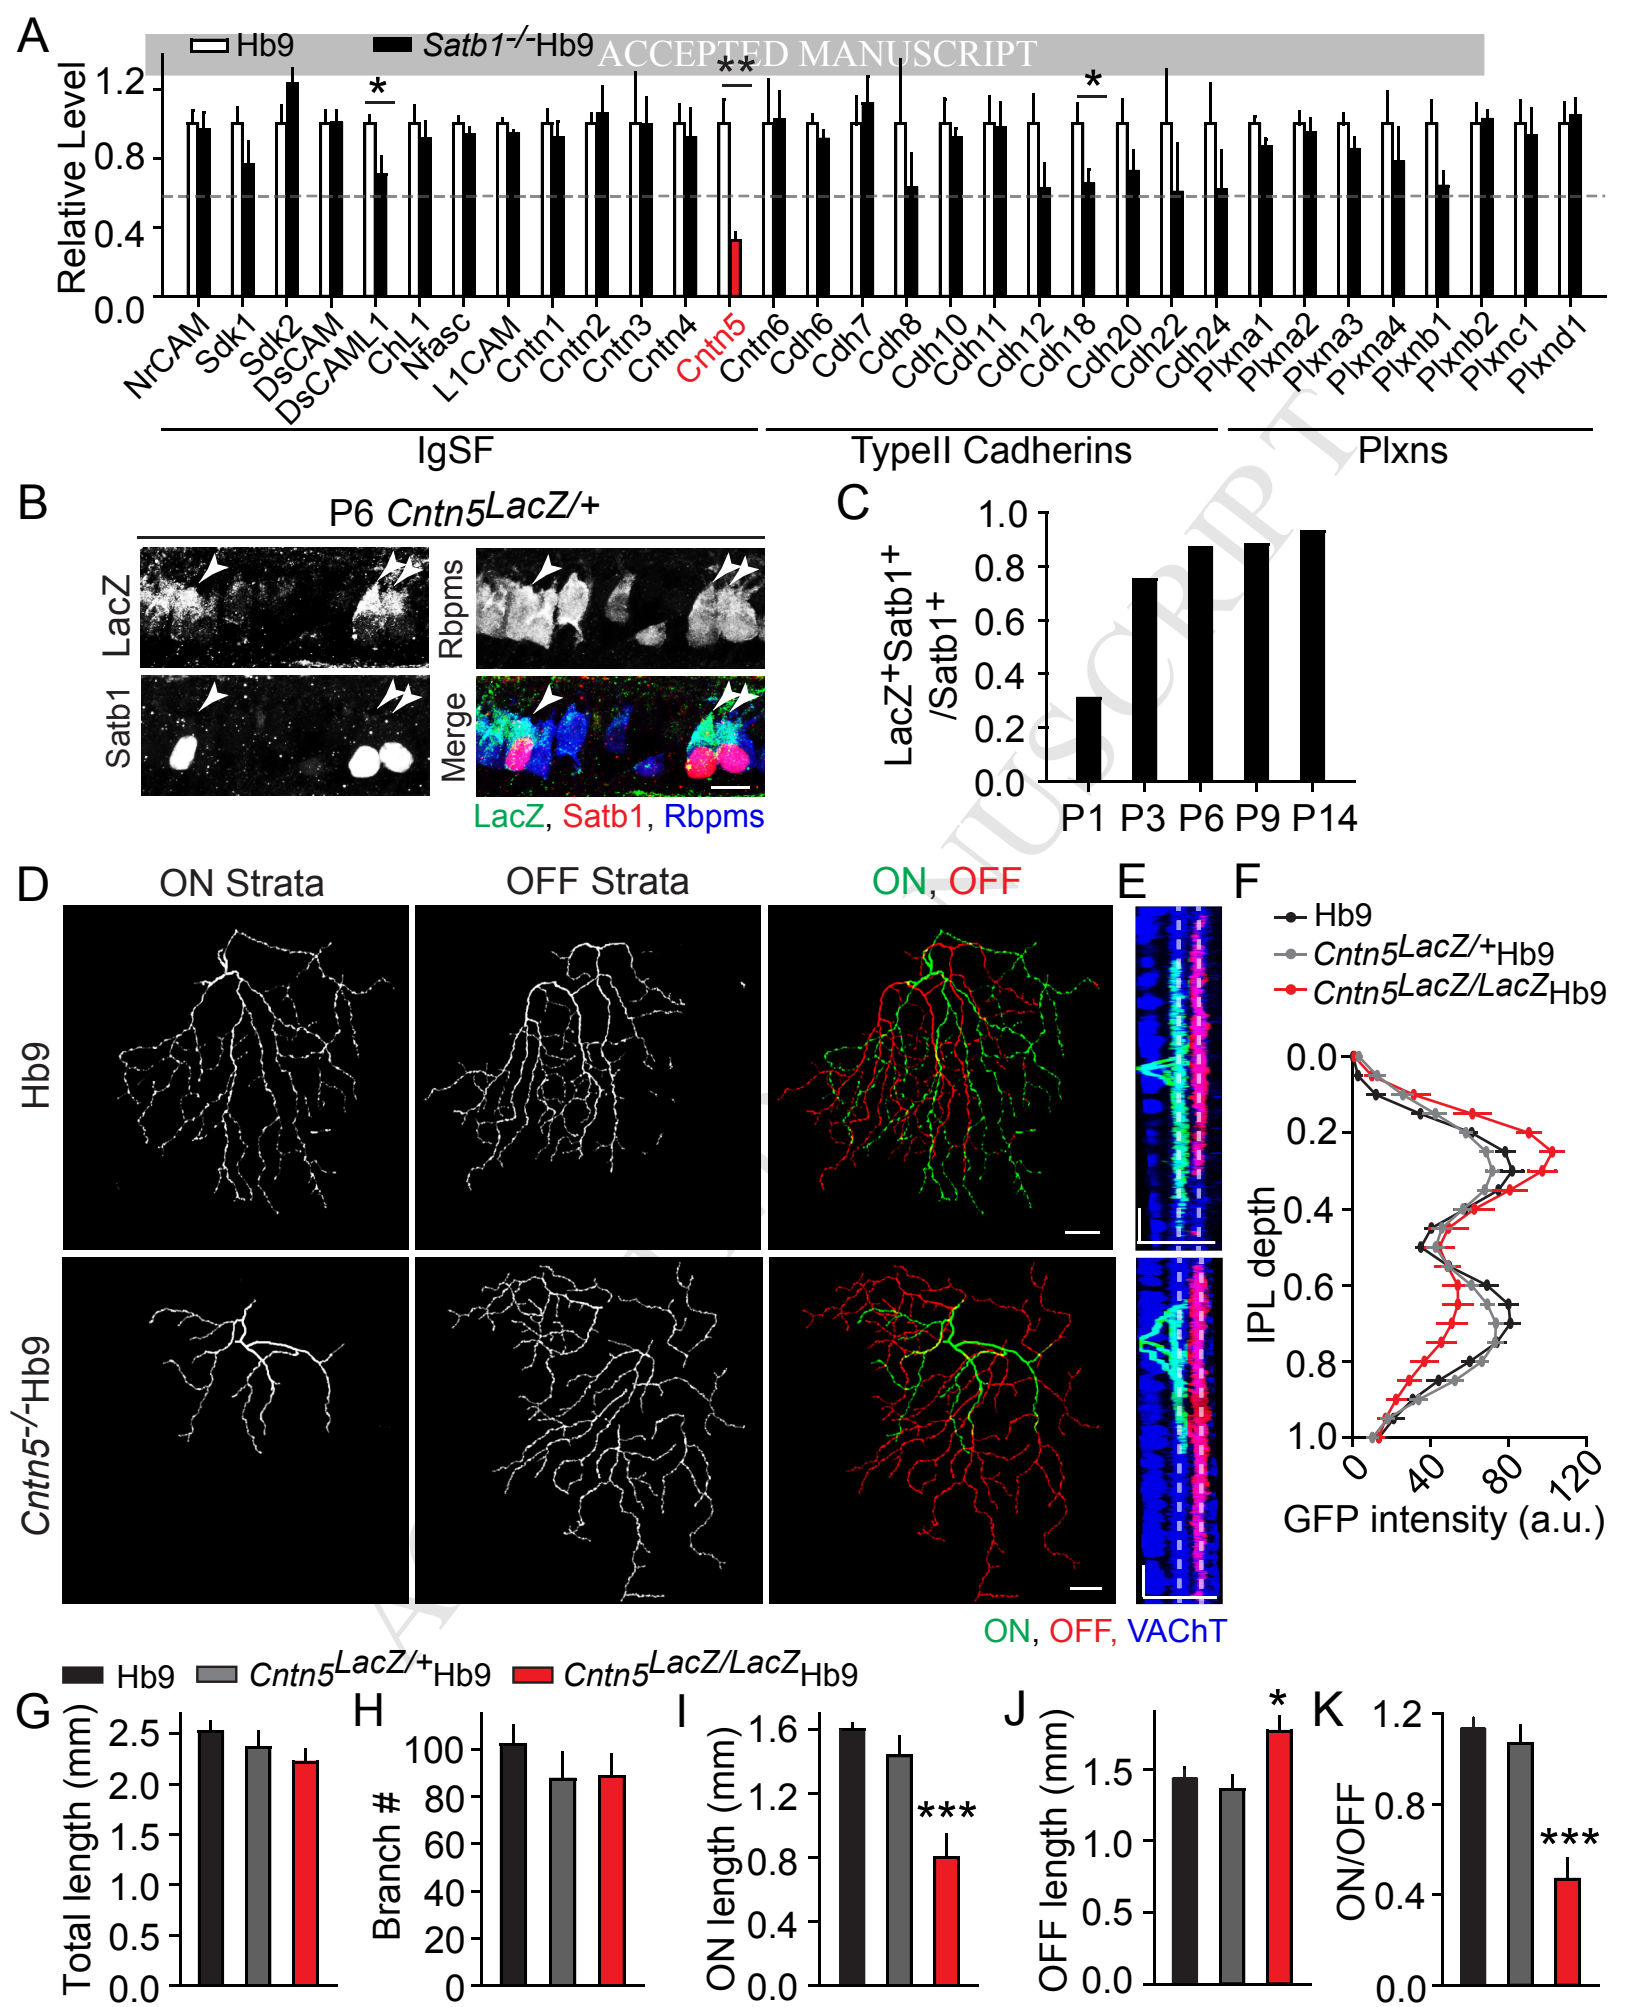 A
Hb9
Satb1-/-Hb9
ACCEPTED MANUSCRIPT
Relative Level
1.2
0.8
0.4
0.0
*
**
*
NrCAM
Sdk1
Sdk2
DsCAM
DsCAML1
ChL1
Nfasc
L1CAM
Cntn1
Cntn2
Cntn3
Cntn4
Cntn5
Cntn6
Cdh6
Cdh7
Cdh8
Cdh10
Cdh11
Cdh12
Cdh18
Cdh20
Cdh22
Cdh24
Plxna1
Plxna2
Plxna3
Plxna4
Plxnb1
Plxnb2
Plxnc1
Plxnd1
IgSF
TypeII Cadherins
Plxns
B
P6 Cntn5LacZ/+
LacZ
Rbpms
Satb1
Merge
LacZ, Satb1, Rbpms
C
LacZ+Satb1+
/Satb1+
1.0
0.8
0.6
0.4
0.2
0.0
P1 P3 P6 P9 P14
D
ON Strata
OFF Strata
ON, OFF
Hb9
Cntn5-/-Hb9
E
ON, OFF, VAChT
F
Hb9
Cntn5LacZ/+Hb9
Cntn5LacZ/LacZHb9
IPL depth
0.0
0.2
0.4
0.6
0.8
1.0
0 40 80 120
GFP intensity (a.u.)
Hb9
Cntn5LacZ/+Hb9
Cntn5LacZ/LacZHb9
G
Total length (mm)
2.5
2.0
1.5
1.0
0.5
0.0
H
Branch #
100
80
60
40
20
0
I
ON length (mm)
1.6
1.2
0.8
0.4
0.0
***
J
OFF length (mm)
1.5
1.0
0.5
0.0
*
K
ON/OFF
1.2
0.8
0.4
0.0
***